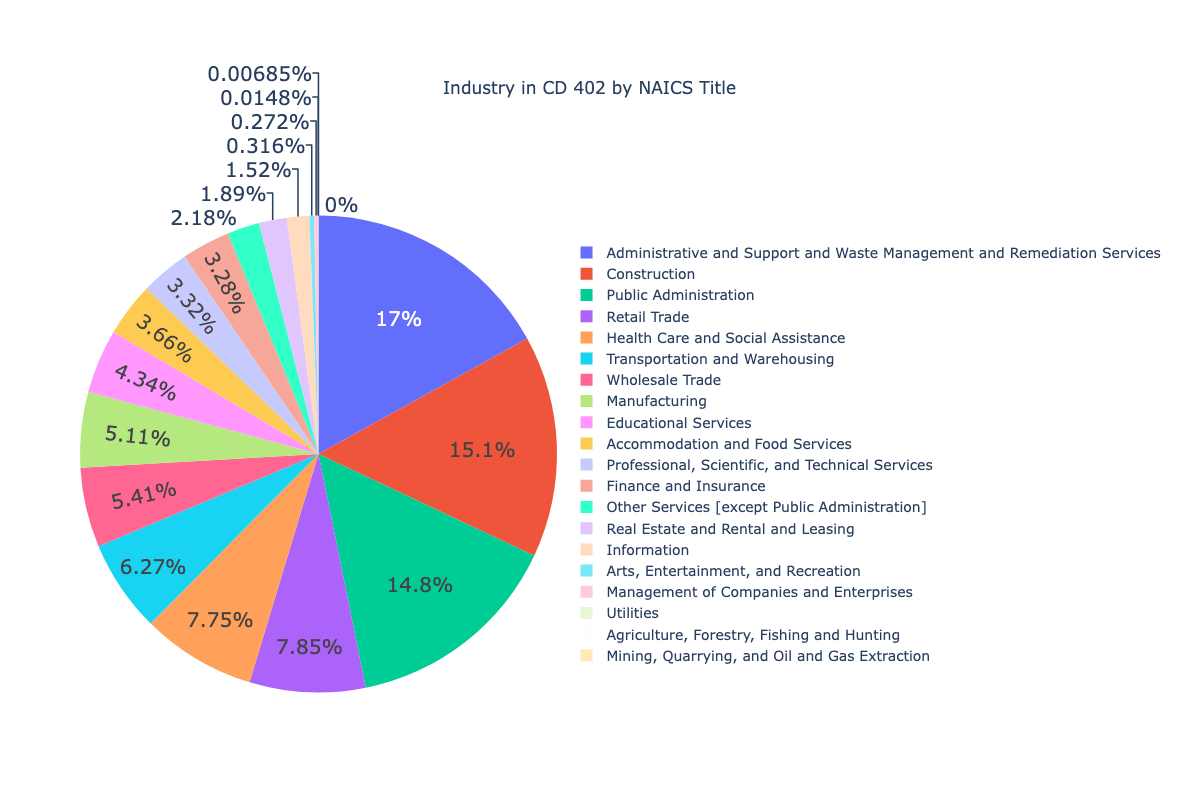 Industry in CD 402 by NAICS Title
0.00685%
0.0148%
0.272%
0.316%
1.52%
1.89%
2.18%
0%
17%
15.1%
14.8%
7.85%
7.75%
6.27%
5.41%
5.11%
4.34%
3.66%
3.32%
3.28%
Administrative and Support and Waste Management and Remediation Services
Construction
Public Administration
Retail Trade
Health Care and Social Assistance
Transportation and Warehousing
Wholesale Trade
Manufacturing
Educational Services
Accommodation and Food Services
Professional, Scientific, and Technical Services
Finance and Insurance
Other Services [except Public Administration]
Real Estate and Rental and Leasing
Information
Arts, Entertainment, and Recreation
Management of Companies and Enterprises
Utilities
Agriculture, Forestry, Fishing and Hunting
Mining, Quarrying, and Oil and Gas Extraction